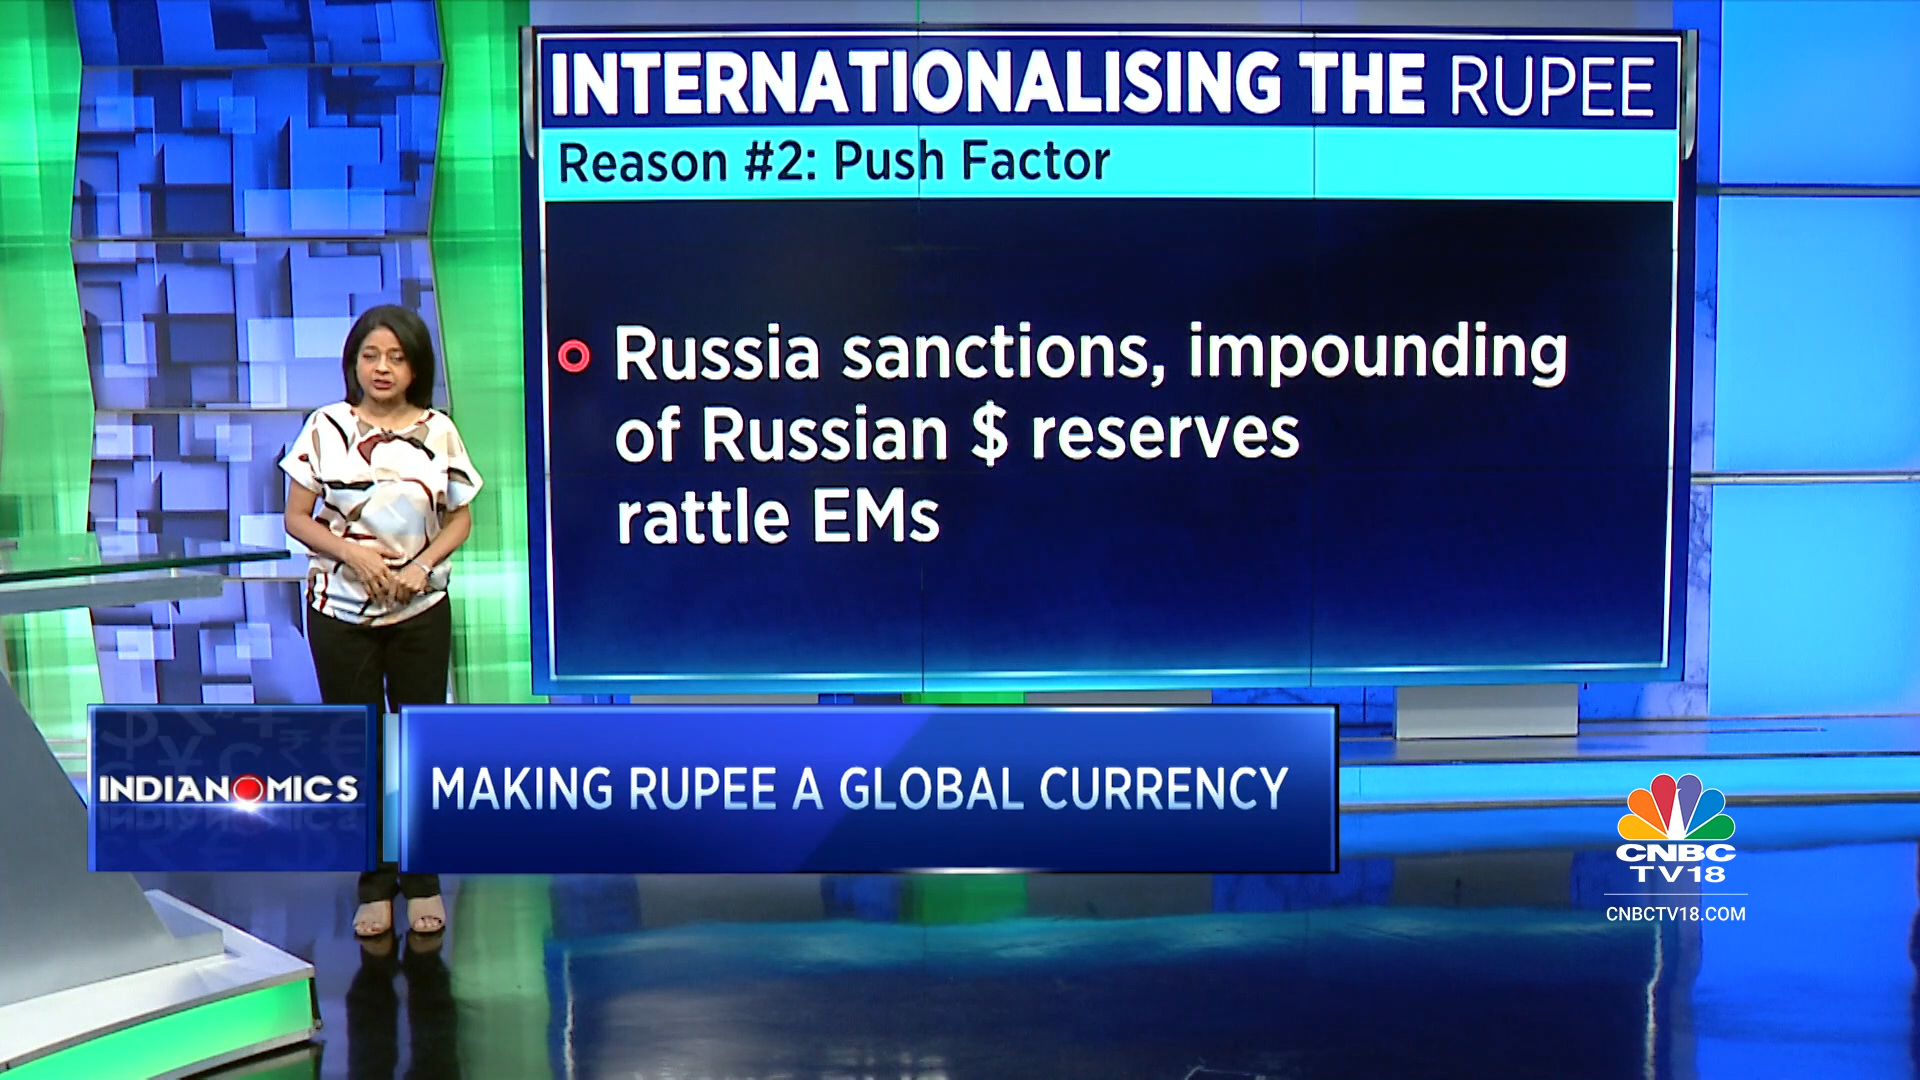 INTERNATIONALISING THE RUPEE
Reason #2: Push Factor
Russia sanctions, impounding
of Russian $ reserves
rattle EMs
INDIANOMICS
MAKING RUPEE A GLOBAL CURRENCY
CNBC
TV18
CNBCTV18.COM